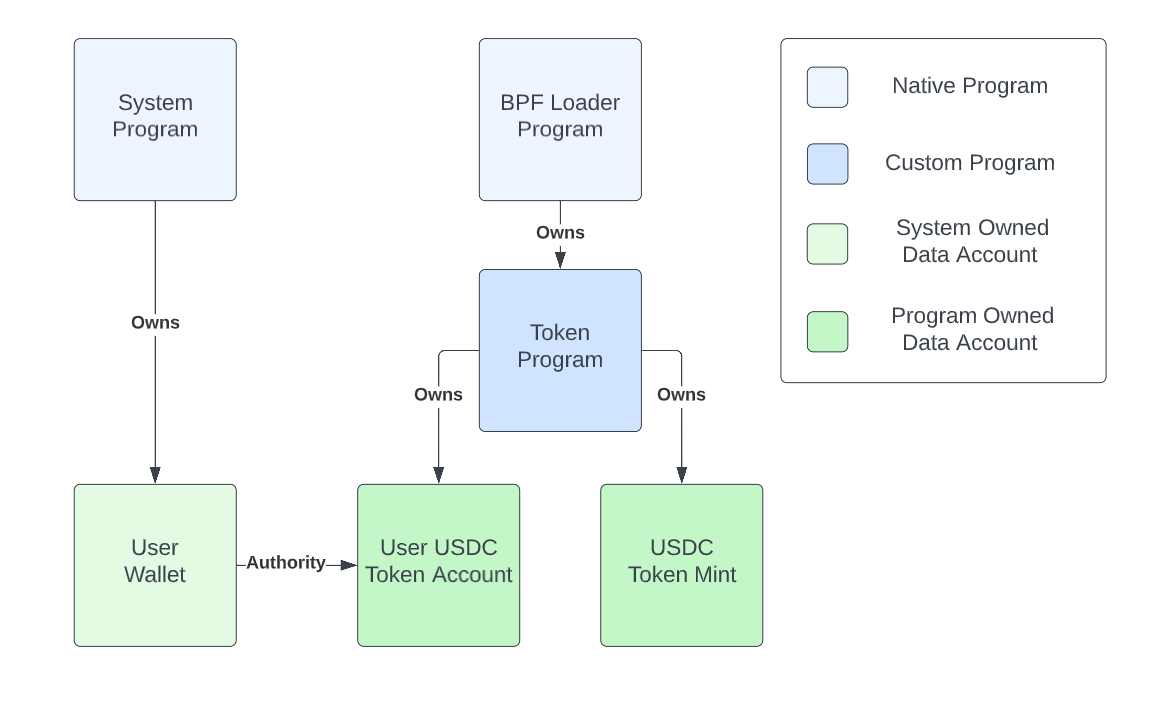 System
Program
BPF Loader
Program
Native Program
Custom Program
System Owned
Data Account
Program Owned
Data Account
Owns
Owns
Token
Program
Owns
Owns
User
Wallet
Authority
User USDC
Token Account
USDC
Token Mint